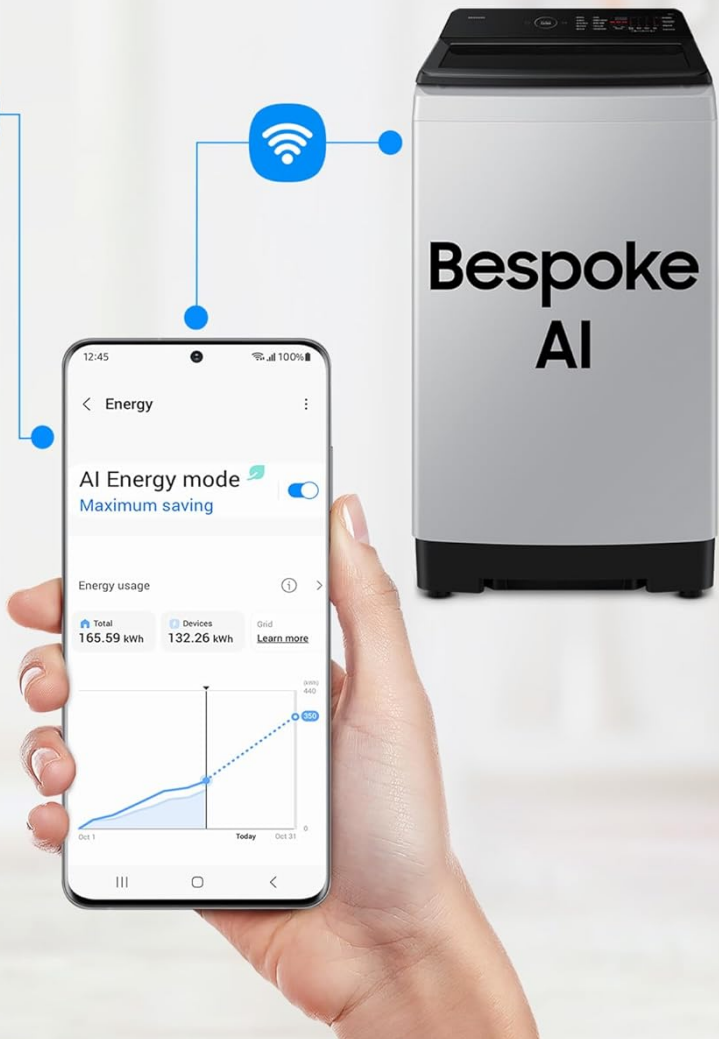 Bespoke
AI
12:45
100%
Energy
AI Energy mode
Maximum saving
Energy usage
Total
165.59 kWh
Devices
132.26 kWh
Grid
Learn more
(kWh)
440
350
0
Oct 1
Today
Oct 31